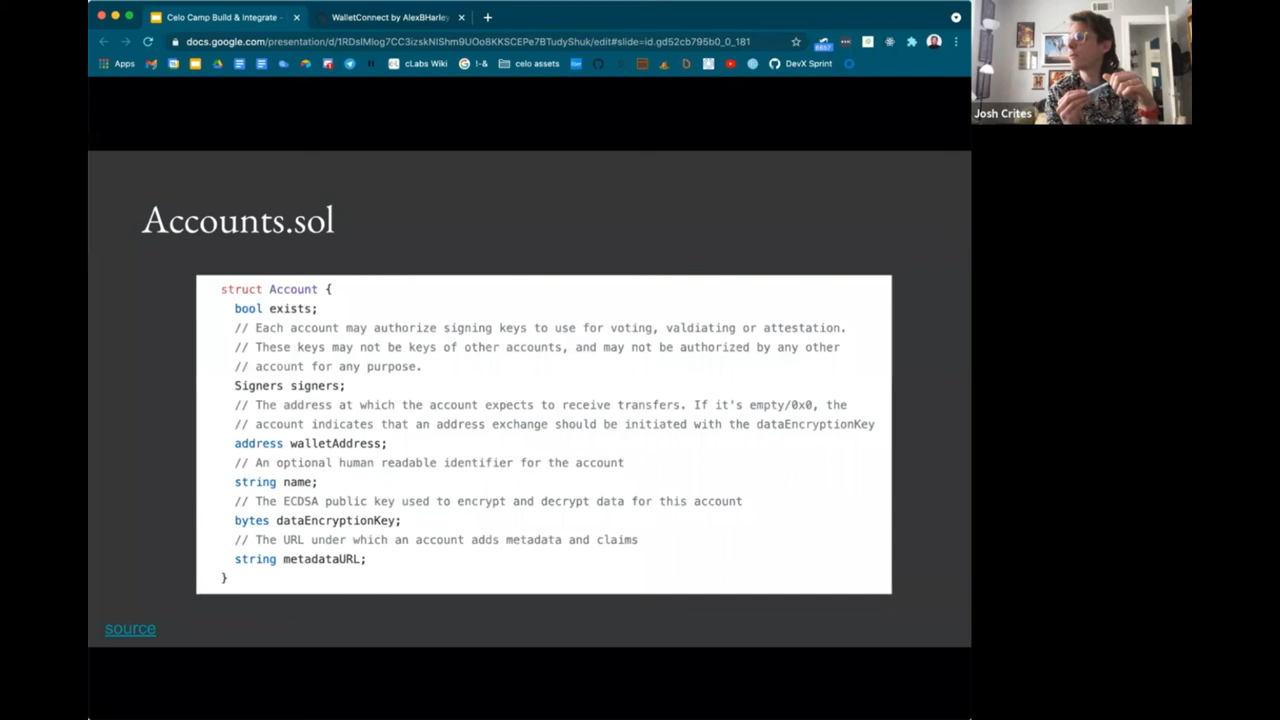 Celo Camp Build & Integrate -
WalletConnect by AlexBHarley
docs.google.com/presentation/d/1RDslMlog7CC3izskNIShm9UOo8KKSCEPe7BTudyShuk/edit#slide=id.gd52cb795b0_0_181
Apps
cLabs Wiki
!-&
celo assets
DevX Sprint
Josh Crites
Accounts.sol
struct Account {
bool exists;
// Each account may authorize signing keys to use for voting, valdiating or attestation.
// These keys may not be keys of other accounts, and may not be authorized by any other
// account for any purpose.
Signers signers;
// The address at which the account expects to receive transfers. If it's empty/0x0, the
// account indicates that an address exchange should be initiated with the dataEncryptionKey
address walletAddress;
// An optional human readable identifier for the account
string name;
// The ECDSA public key used to encrypt and decrypt data for this account
bytes dataEncryptionKey;
// The URL under which an account adds metadata and claims
string metadataURL;
}
source